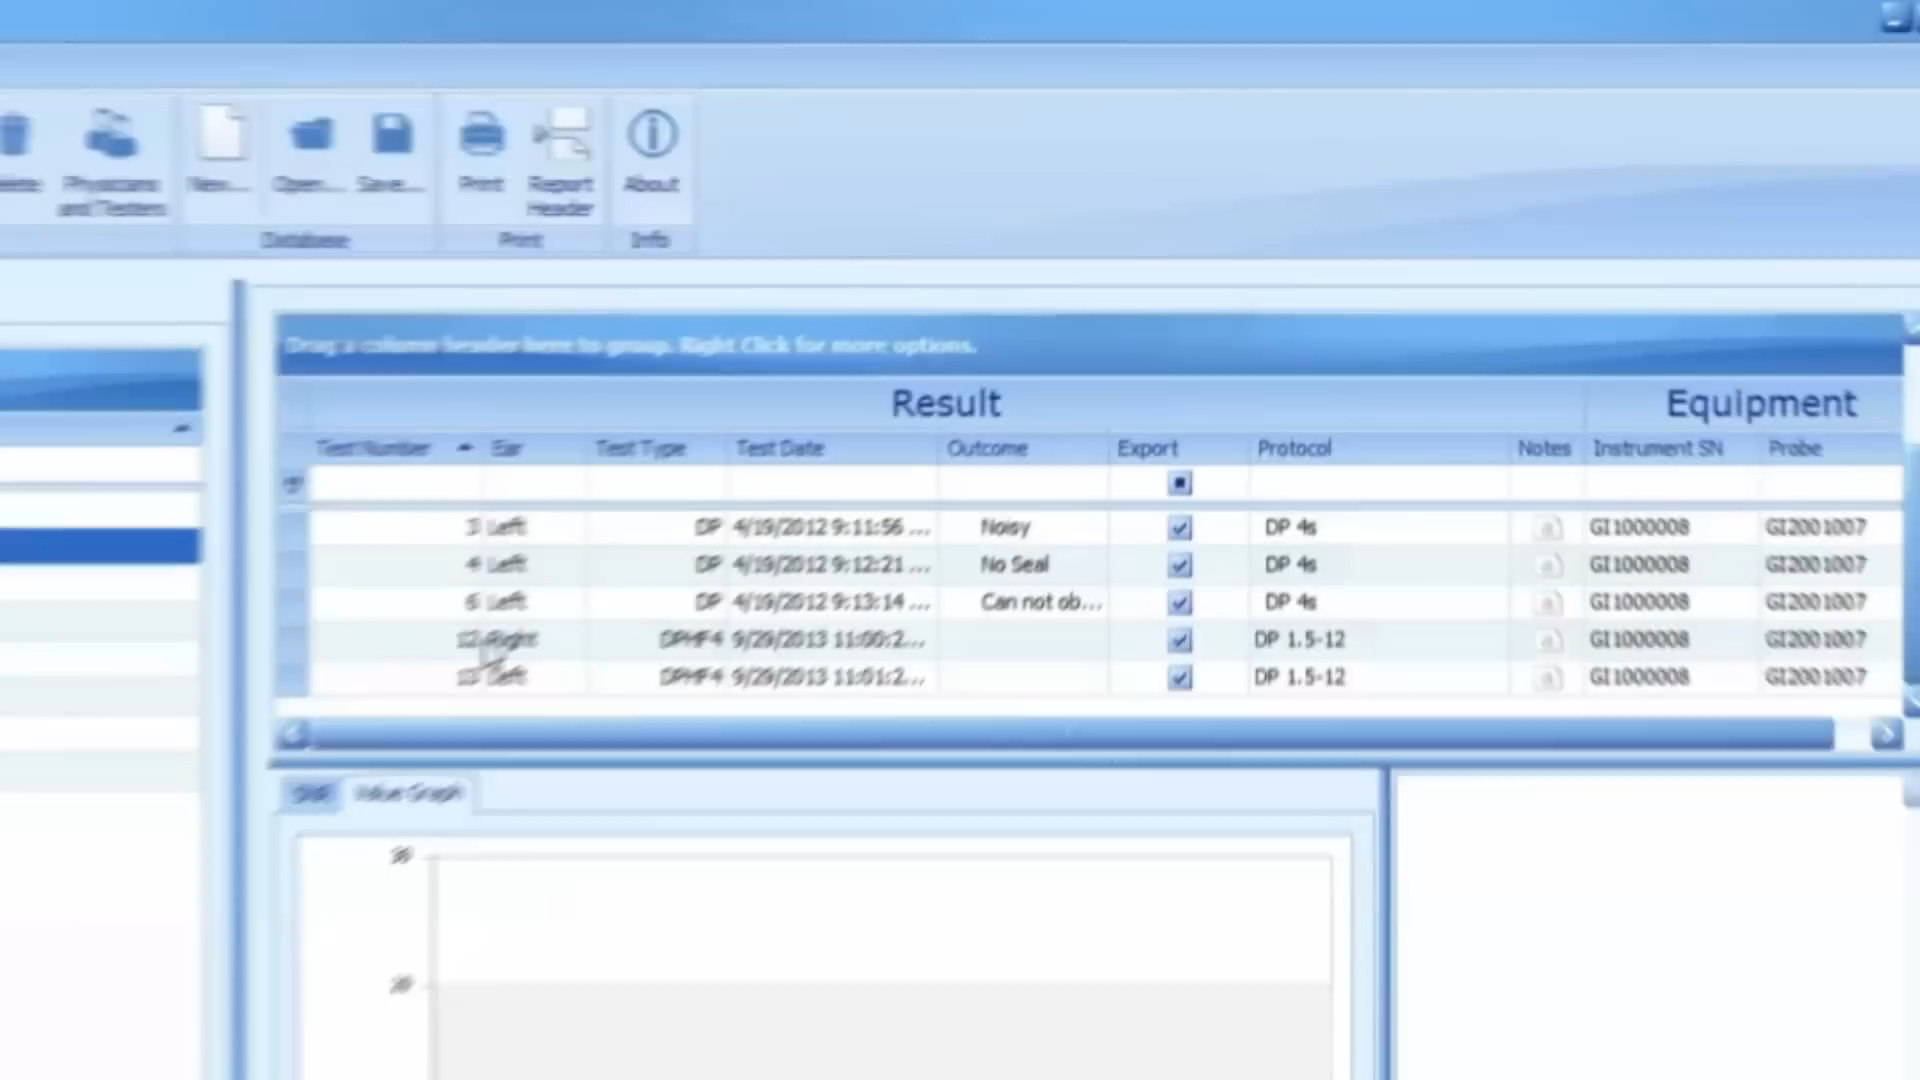 Physicians
and Testers
New...
Open...
Save...
Print
Report
Header
About
Database
Print
Info
Drag a column header here to group. Right Click for more options.
Result Equipment
Test Number Ear Test Type Test Date Outcome Export Protocol Notes Instrument SN Probe
3 Left DP 4/19/2012 9:11:56 ... Noisy DP 4s GI1000008 GI2001007
4 Left DP 4/19/2012 9:12:21 ... No Seal DP 4s GI1000008 GI2001007
Left DP 4/19/2012 9:13:14 ... Can not ob... DP 4s GI1000008 GI2001007
12 Right DPHF4 9/29/2013 11:00:2... DP 1.5-12 GI1000008 GI2001007
13 Left DPHF4 9/29/2013 11:01:2... DP 1.5-12 GI1000008 GI2001007
Value Graph